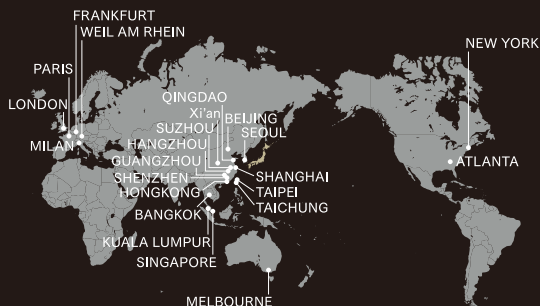 FRANKFURT
WEIL AM RHEIN
PARIS
LONDON
MILAN
NEW YORK
ATLANTA
QINGDAO
Xi'an
BEIJING
SUZHOU
SEOUL
HANGZHOU
GUANGZHOU
SHENZHEN
SHANGHAI
HONGKONG
TAIPEI
TAICHUNG
BANGKOK
KUALA LUMPUR
SINGAPORE
MELBOURNE